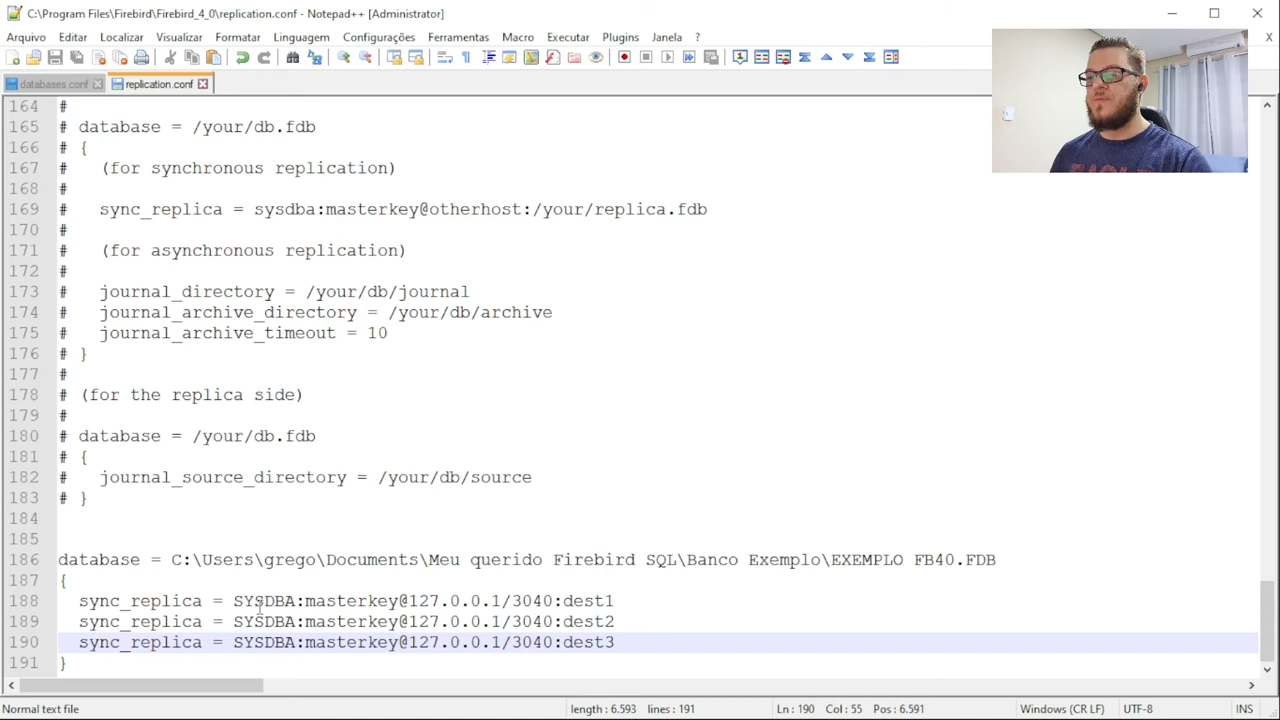 C:\Program Files\Firebird\Firebird_4_0\replication.conf - Notepad++ [Administrator]
Arquivo Editar Localizar Visualizar Formatar Linguagem Configurações Ferramentas Macro Executar Plugins Janela ? X
databases.conf replication.conf
164 #
165 # database = /your/db.fdb
166 # {
167 # (for synchronous replication)
168 #
169 # sync_replica = sysdba:masterkey@otherhost:/your/replica.fdb
170 #
171 # (for asynchronous replication)
172 #
173 # journal_directory = /your/db/journal
174 # journal_archive_directory = /your/db/archive
175 # journal_archive_timeout = 10
176 # }
177 #
178 # (for the replica side)
179 #
180 # database = /your/db.fdb
181 # {
182 # journal_source_directory = /your/db/source
183 # }
184
185
186 database = C:\Users\grego\Documents\Meu querido Firebird SQL\Banco Exemplo\EXEMPLO FB40.FDB
187 {
188 sync_replica = SYSDBA:masterkey@127.0.0.1/3040:dest1
189 sync_replica = SYSDBA:masterkey@127.0.0.1/3040:dest2
190 sync_replica = SYSDBA:masterkey@127.0.0.1/3040:dest3
191 }
Normal text file length : 6.593 lines : 191 Ln : 190 Col : 55 Pos : 6.591 Windows (CR LF) UTF-8 INS